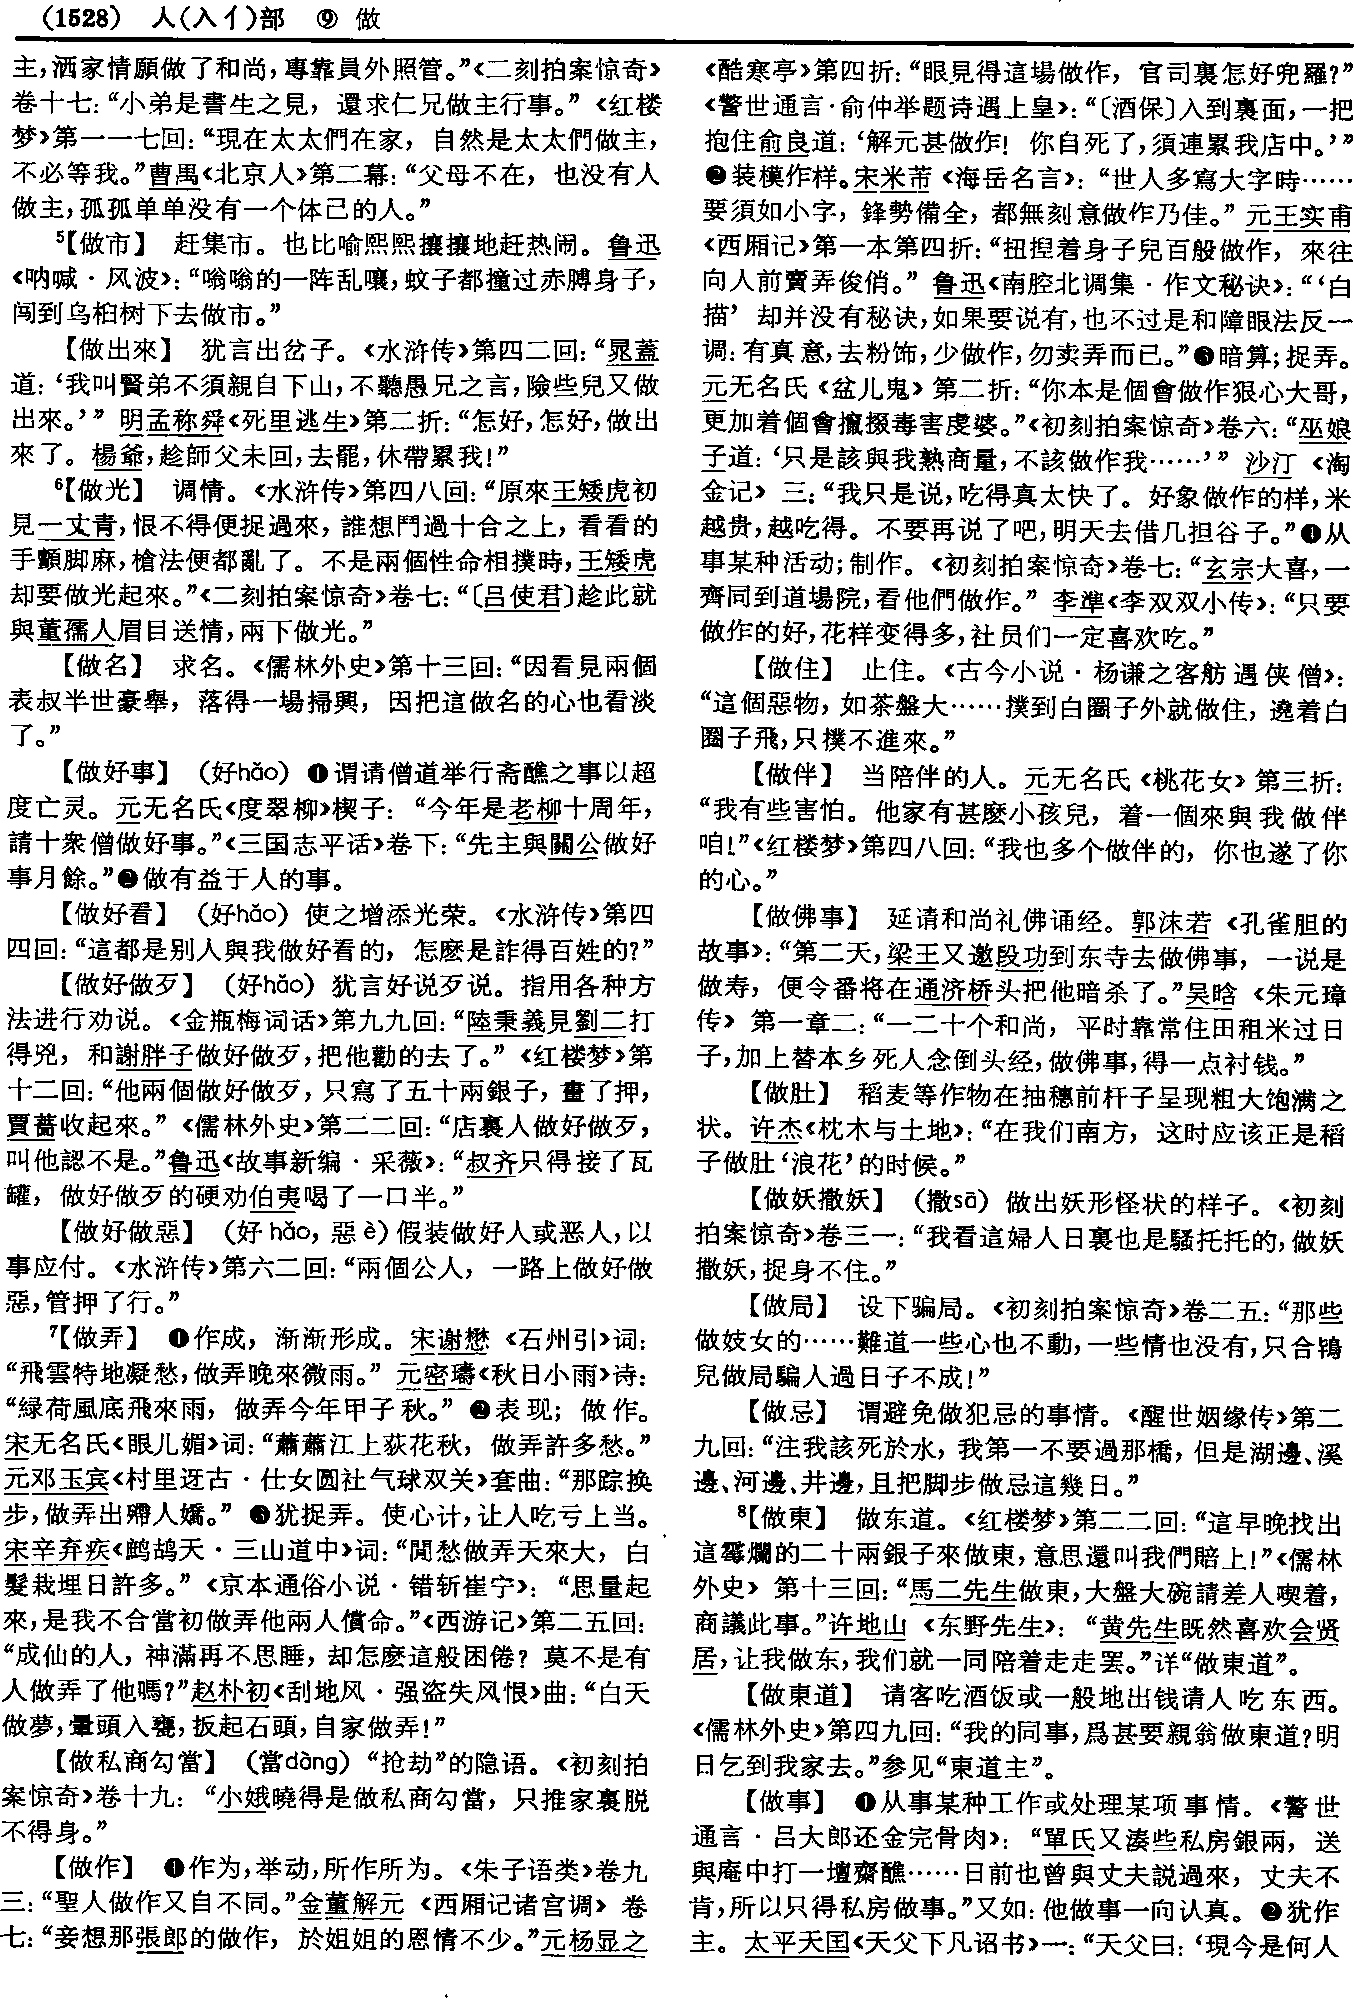 (1528) 人(入亻)部 ⑨ 做
主,洒家情願做了和尚,專靠員外照管。”《二刻拍案惊奇》
卷十七:“小弟是書生之見,還求仁兄做主行事。”《红楼
梦》第一一七回:“現在太太們在家,自然是太太們做主,
不必等我。”曹禺《北京人》第二幕:“父母不在,也没有人
做主,孤孤单单没有一个体己的人。”
⁵【做市】 赶集市。也比喻熙熙攘攘地赶热闹。鲁迅
《呐喊·风波》:“嗡嗡的一阵乱嚷,蚊子都撞过赤膊身子,
闯到乌桕树下去做市。”
【做出來】 犹言出岔子。《水浒传》第四二回:“晁蓋
道:‘我叫賢弟不須親自下山,不聽愚兄之言,險些兒又做
出來。’”明孟称舜《死里逃生》第二折:“怎好,怎好,做出
來了。楊爺,趁師父未回,去罷,休帶累我!”
⁶【做光】 调情。《水浒传》第四八回:“原來王矮虎初
見一丈青,恨不得便捉過來,誰想鬥過十合之上,看看的
手顫脚麻,槍法便都亂了。不是兩個性命相撲時,王矮虎
却要做光起來。”《二刻拍案惊奇》卷七:“〔吕使君〕趁此就
與董孺人眉目送情,兩下做光。”
【做名】 求名。《儒林外史》第十三回:“因看見兩個
表叔半世豪舉,落得一場掃興,因把這做名的心也看淡
了。”
【做好事】 (好hǎo) ❶谓请僧道举行斋醮之事以超
度亡灵。元无名氏《度翠柳》楔子:“今年是老柳十周年,
請十衆僧做好事。”《三国志平话》卷下:“先主與關公做好
事月餘。”❷做有益于人的事。
【做好看】 (好hǎo) 使之增添光荣。《水浒传》第四
四回:“這都是别人與我做好看的,怎麽是詐得百姓的?”
【做好做歹】 (好hǎo) 犹言好说歹说。指用各种方
法进行劝说。《金瓶梅词话》第九九回:“陸秉義見劉二打
得兇,和謝胖子做好做歹,把他勸的去了。”《红楼梦》第
十二回:“他兩個做好做歹,只寫了五十兩銀子,畫了押,
賈薔收起來。”《儒林外史》第二二回:“店裏人做好做歹,
叫他認不是。”鲁迅《故事新编·采薇》:“叔齐只得接了瓦
罐,做好做歹的硬劝伯夷喝了一口半。”
【做好做惡】 (好 hǎo,惡 è) 假装做好人或恶人,以
事应付。《水浒传》第六二回:“兩個公人,一路上做好做
惡,管押了行。”
⁷【做弄】 ❶作成,渐渐形成。宋谢懋《石州引》词:
“飛雲特地凝愁,做弄晚來微雨。”元密璹《秋日小雨》诗:
“緑荷風底飛來雨,做弄今年甲子秋。”❷表现;做作。
宋无名氏《眼儿媚》词:“蕭蕭江上荻花秋,做弄許多愁。”
元邓玉宾《村里迓古·仕女圆社气球双关》套曲:“那踪换
步,做弄出殢人嬌。”❸犹捉弄。使心计,让人吃亏上当。
宋辛弃疾《鹧鸪天·三山道中》词:“閒愁做弄天來大,白
髮栽埋日許多。”《京本通俗小说·错斩崔宁》:“思量起
來,是我不合當初做弄他兩人償命。”《西游记》第二五回:
“成仙的人,神滿再不思睡,却怎麽這般困倦?莫不是有
人做弄了他嗎?”赵朴初《刮地风·强盗失风恨》曲:“白天
做夢,暈頭入甕,扳起石頭,自家做弄!”
【做私商勾當】 (當dàng) “抢劫”的隐语。《初刻拍
案惊奇》卷十九:“小娥曉得是做私商勾當,只推家裏脱
不得身。”
【做作】 ❶作为,举动,所作所为。《朱子语类》卷九
三:“聖人做作又自不同。”金董解元《西厢记诸宫调》卷
七:“妾想那張郎的做作,於姐姐的恩情不少。”元杨显之
《酷寒亭》第四折:“眼見得這場做作,官司裏怎好兜羅?”
《警世通言·俞仲举题诗遇上皇》:“〔酒保〕入到裏面,一把
抱住俞良道:‘解元甚做作!你自死了,須連累我店中。’”
❷装模作样。宋米芾《海岳名言》:“世人多寫大字時……
要須如小字,鋒勢備全,都無刻意做作乃佳。”元王实甫
《西厢记》第一本第四折:“扭捏着身子兒百般做作,來往
向人前賣弄俊俏。”鲁迅《南腔北调集·作文秘诀》:“‘白
描’却并没有秘诀,如果要说有,也不过是和障眼法反一
调:有真意,去粉饰,少做作,勿卖弄而已。”❸暗算;捉弄。
元无名氏《盆儿鬼》第二折:“你本是個會做作狠心大哥,
更加着個會攛掇毒害虔婆。”《初刻拍案惊奇》卷六:“巫娘
子道:‘只是該與我熟商量,不該做作我……’”沙汀《淘
金记》三:“我只是说,吃得真太快了。好象做作的样,米
越贵,越吃得。不要再说了吧,明天去借几担谷子。”❹从
事某种活动;制作。《初刻拍案惊奇》卷七:“玄宗大喜,一
齊同到道場院,看他們做作。”李準《李双双小传》:“只要
做作的好,花样变得多,社员们一定喜欢吃。”
【做住】 止住。《古今小说·杨谦之客舫遇侠僧》:
“這個惡物,如茶盤大……撲到白圈子外就做住,遶着白
圈子飛,只撲不進來。”
【做伴】 当陪伴的人。元无名氏《桃花女》第三折:
“我有些害怕。他家有甚麽小孩兒,着一個來與我做伴
咱!”《红楼梦》第四八回:“我也多个做伴的,你也遂了你
的心。”
【做佛事】 延请和尚礼佛诵经。郭沫若《孔雀胆的
故事》:“第二天,梁王又邀段功到东寺去做佛事,一说是
做寿,便令番将在通济桥头把他暗杀了。”吴晗《朱元璋
传》第一章二:“一二十个和尚,平时靠常住田租米过日
子,加上替本乡死人念倒头经,做佛事,得一点衬钱。”
【做肚】 稻麦等作物在抽穗前杆子呈现粗大饱满之
状。许杰《枕木与土地》:“在我们南方,这时应该正是稻
子做肚‘浪花’的时候。”
【做妖撒妖】 (撒sā) 做出妖形怪状的样子。《初刻
拍案惊奇》卷三一:“我看這婦人日裏也是騷托托的,做妖
撒妖,捉身不住。”
【做局】 设下骗局。《初刻拍案惊奇》卷二五:“那些
做妓女的……難道一些心也不動,一些情也没有,只合鴇
兒做局騙人過日子不成!”
【做忌】 谓避免做犯忌的事情。《醒世姻缘传》第二
九回:“注我該死於水,我第一不要過那橋,但是湖邊、溪
邊、河邊、井邊,且把脚步做忌這幾日。”
⁸【做東】 做东道。《红楼梦》第二二回:“這早晚找出
這霉爛的二十兩銀子來做東,意思還叫我們賠上!”《儒林
外史》第十三回:“馬二先生做東,大盤大碗請差人喫着,
商議此事。”许地山《东野先生》:“黄先生既然喜欢会贤
居,让我做东,我们就一同陪着走走罢。”详“做東道”。
【做東道】 请客吃酒饭或一般地出钱请人吃东西。
《儒林外史》第四九回:“我的同事,爲甚要親翁做東道?明
日乞到我家去。”参见“東道主”。
【做事】 ❶从事某种工作或处理某项事情。《警世
通言·吕大郎还金完骨肉》:“單氏又湊些私房銀兩,送
與庵中打一壇齋醮……日前也曾與丈夫説過來,丈夫不
肯,所以只得私房做事。”又如:他做事一向认真。❷犹作
主。太平天囯《天父下凡诏书》一:“天父曰:‘現今是何人